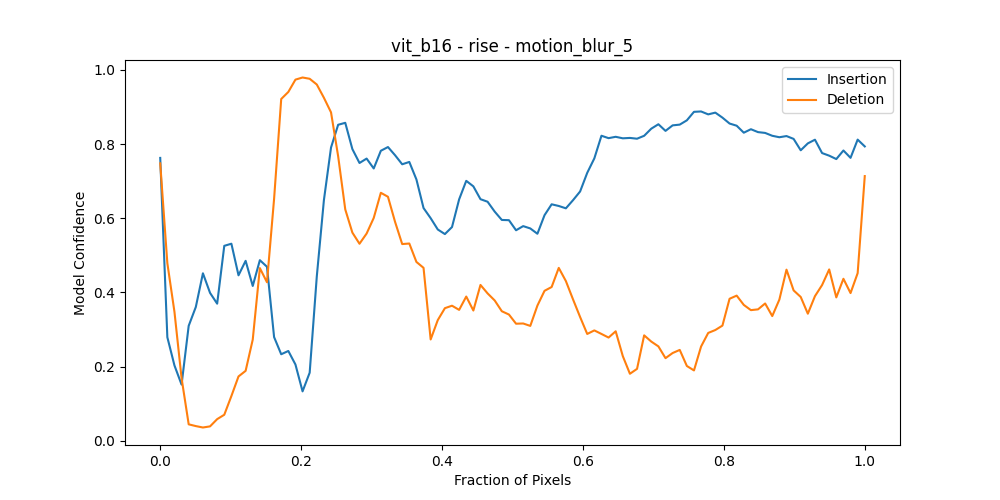 vit_b16 - rise - motion_blur_5
Insertion
Deletion
Model Confidence
1.0
0.8
0.6
0.4
0.2
0.0
0.0 0.2 0.4 0.6 0.8 1.0
Fraction of Pixels